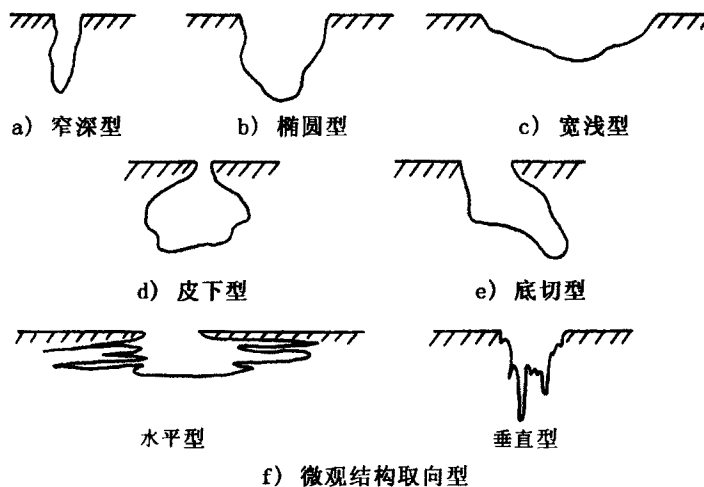 a) 窄深型 b) 椭圆型 c) 宽浅型
d) 皮下型 e) 底切型
水平型 垂直型
f) 微观结构取向型